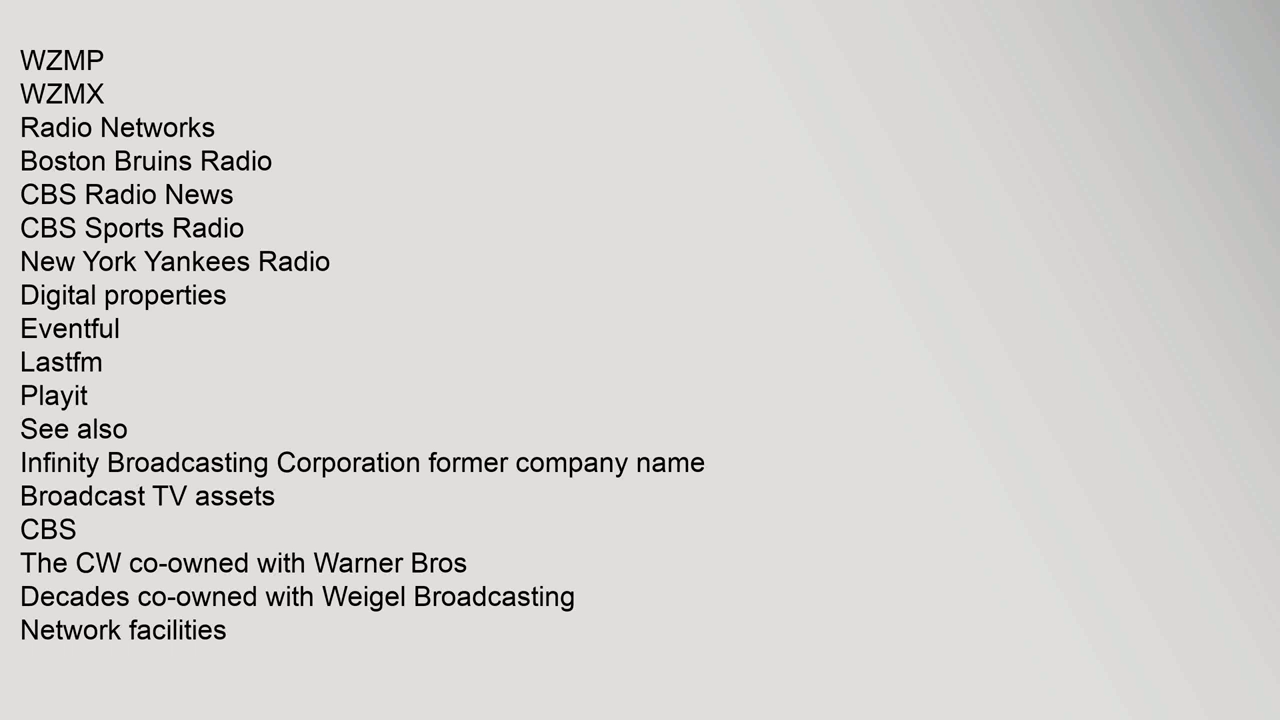 WZMP
WZMX
Radio Networks
Boston Bruins Radio
CBS Radio News
CBS Sports Radio
New York Yankees Radio
Digital properties
Eventful
Lastfm
Playit
See also
Infinity Broadcasting Corporation former company name
Broadcast TV assets
CBS
The CW co-owned with Warner Bros
Decades co-owned with Weigel Broadcasting
Network facilities